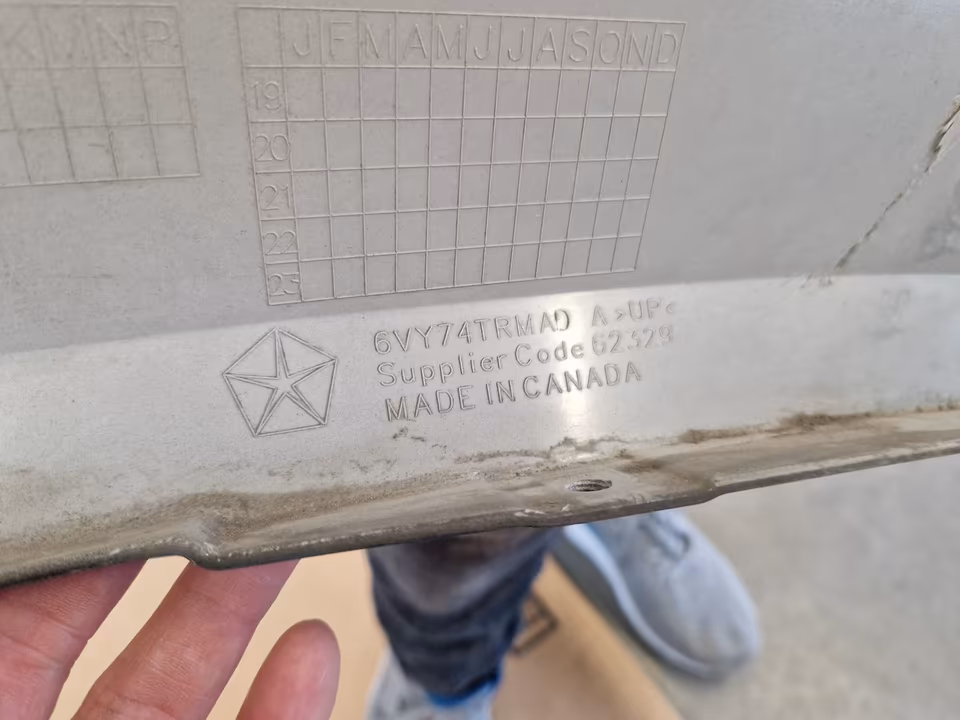 K M N P
J F M A M J J A S O N D
19
20
21
22
23
6VY74TRMAD A >UP<
Supplier Code 62329
MADE IN CANADA